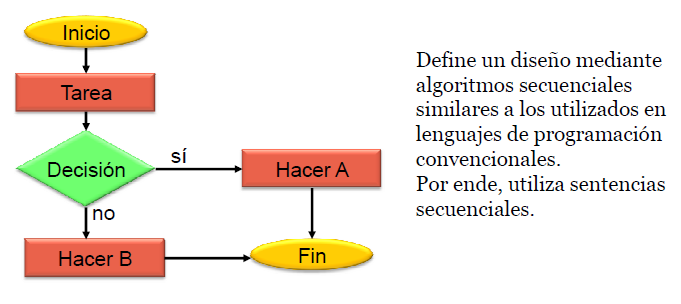 Inicio
Tarea
Decisión
sí
Hacer A
no
Hacer B
Fin
Define un diseño mediante
algoritmos secuenciales
similares a los utilizados en
lenguajes de programación
convencionales.
Por ende, utiliza sentencias
secuenciales.